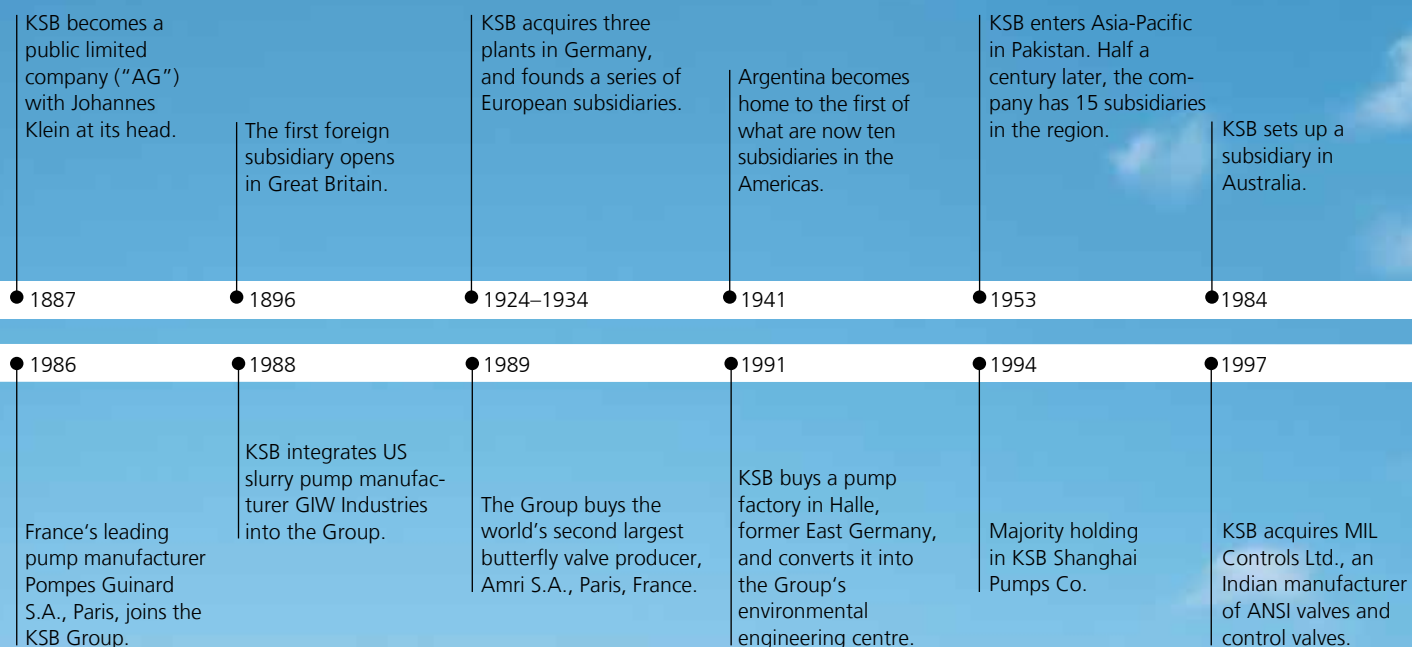 KSB becomes a
public limited
company (“AG”)
with Johannes
Klein at its head.
The first foreign
subsidiary opens
in Great Britain.
KSB acquires three
plants in Germany,
and founds a series of
European subsidiaries.
Argentina becomes
home to the first of
what are now ten
subsidiaries in the
Americas.
KSB enters Asia-Pacific
in Pakistan. Half a
century later, the com-
pany has 15 subsidiaries
in the region.
KSB sets up a
subsidiary in
Australia.
1887
1896
1924–1934
1941
1953
1984
1986
1988
1989
1991
1994
1997
France’s leading
pump manufacturer
Pompes Guinard
S.A., Paris, joins the
KSB Group.
KSB integrates US
slurry pump manufac-
turer GIW Industries
into the Group.
The Group buys the
world’s second largest
butterfly valve producer,
Amri S.A., Paris, France.
KSB buys a pump
factory in Halle,
former East Germany,
and converts it into
the Group’s
environmental
engineering centre.
Majority holding
in KSB Shanghai
Pumps Co.
KSB acquires MIL
Controls Ltd., an
Indian manufacturer
of ANSI valves and
control valves.